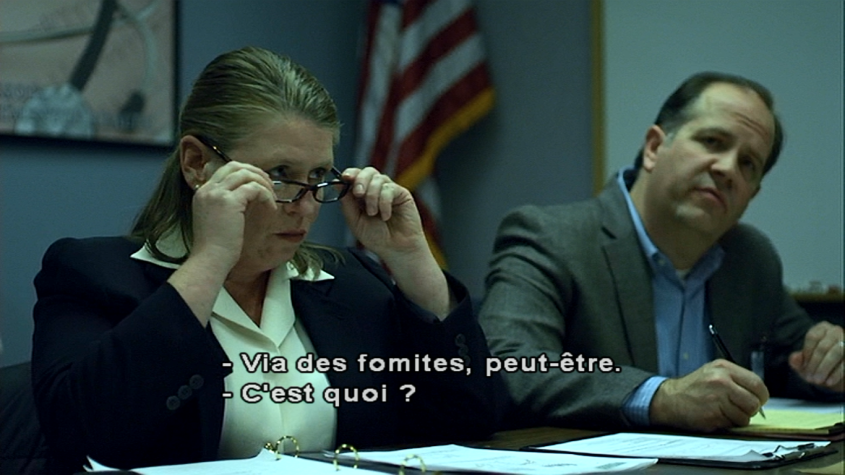 - Via des fomites, peut-être.
- C'est quoi ?